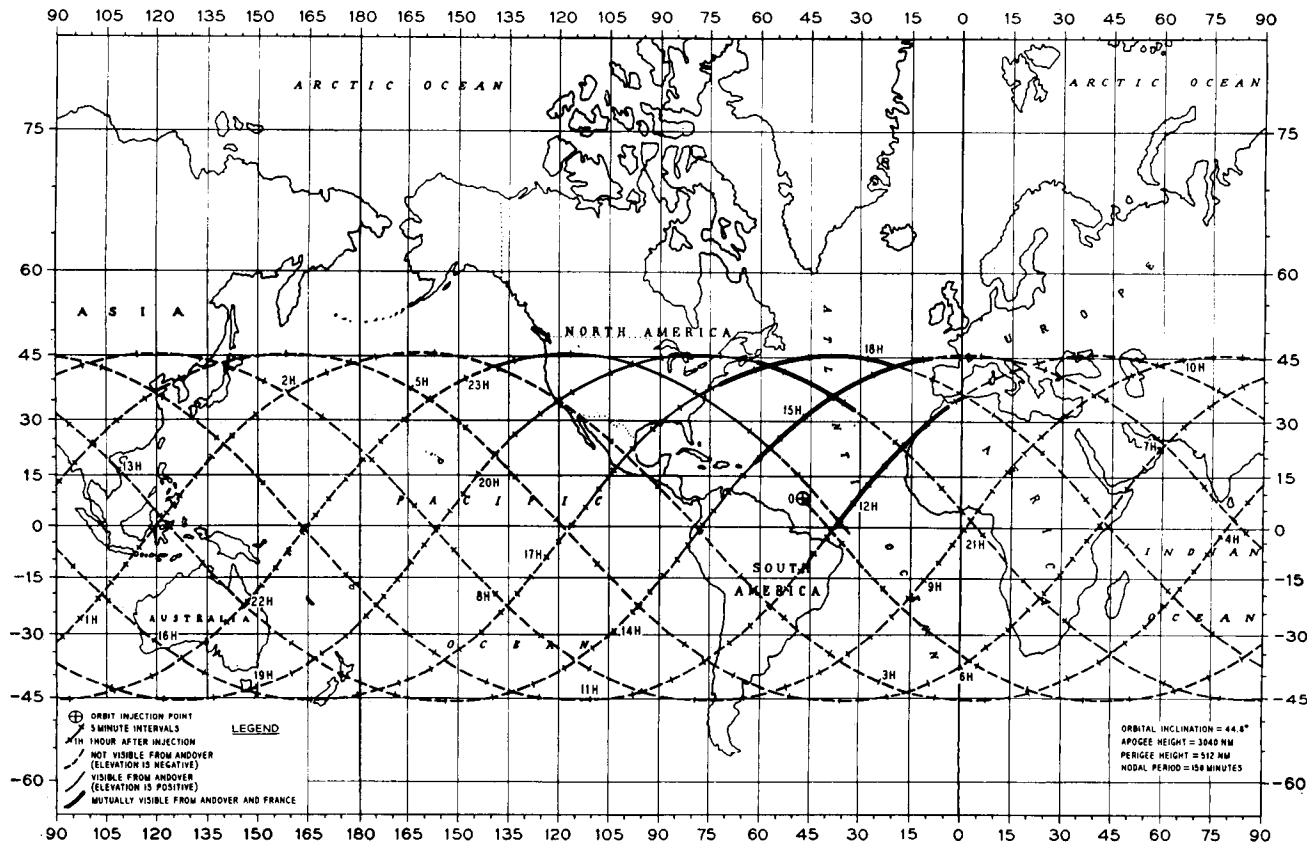 90 105 120 135 150 165 180 165 150 135 120 105 90 75 60 45 30 15 0 15 30 45 60 75 90
ARCTIC OCEAN
ARCTIC OCEAN
75 75
60 60
ASIA
EUROPE
NORTH AMERICA
ATLANTIC
18H
45 45
2H
5H
23H
10H
15H
30 30
7H
13H
AFRICA
15 15
20H
PACIFIC
0
12H
0 0
21H
4H
17H
INDIAN
-15 -15
SOUTH
AMERICA
9H
8H
22H
1H
AUSTRALIA
OCEAN
OCEAN
16H
14H
-30 -30
OCEAN
19H
11H
3H
6H
-45 -45
LEGEND
ORBIT INJECTION POINT
5 MINUTE INTERVALS
1H 1 HOUR AFTER INJECTION
NOT VISIBLE FROM ANDOVER
(ELEVATION IS NEGATIVE)
VISIBLE FROM ANDOVER
(ELEVATION IS POSITIVE)
MUTUALLY VISIBLE FROM ANDOVER AND FRANCE
ORBITAL INCLINATION = 44.8°
APOGEE HEIGHT = 3040 NM
PERIGEE HEIGHT = 512 NM
NODAL PERIOD = 158 MINUTES
-60 -60
90 105 120 135 150 165 180 165 150 135 120 105 90 75 60 45 30 15 0 15 30 45 60 75 90